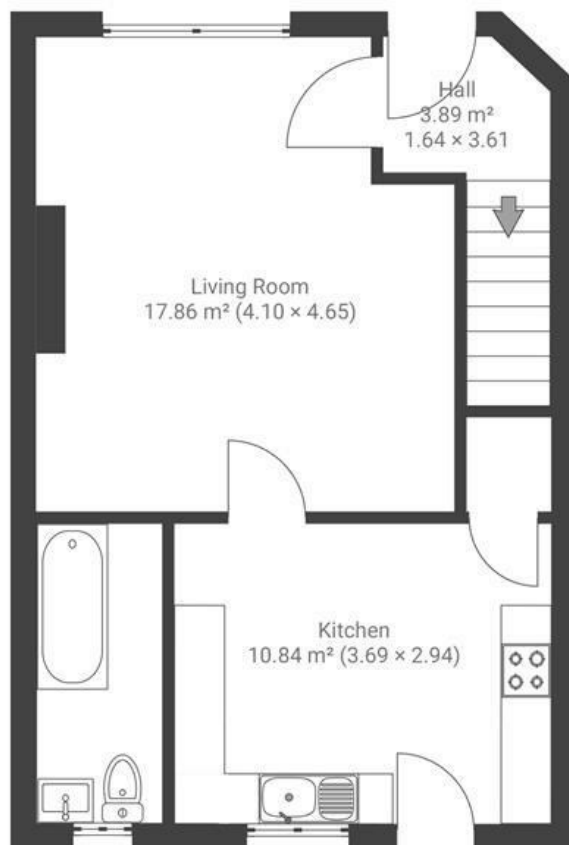 Hall
3.89 m²
1.64 × 3.61
Living Room
17.86 m² (4.10 × 4.65)
Kitchen
10.84 m² (3.69 × 2.94)